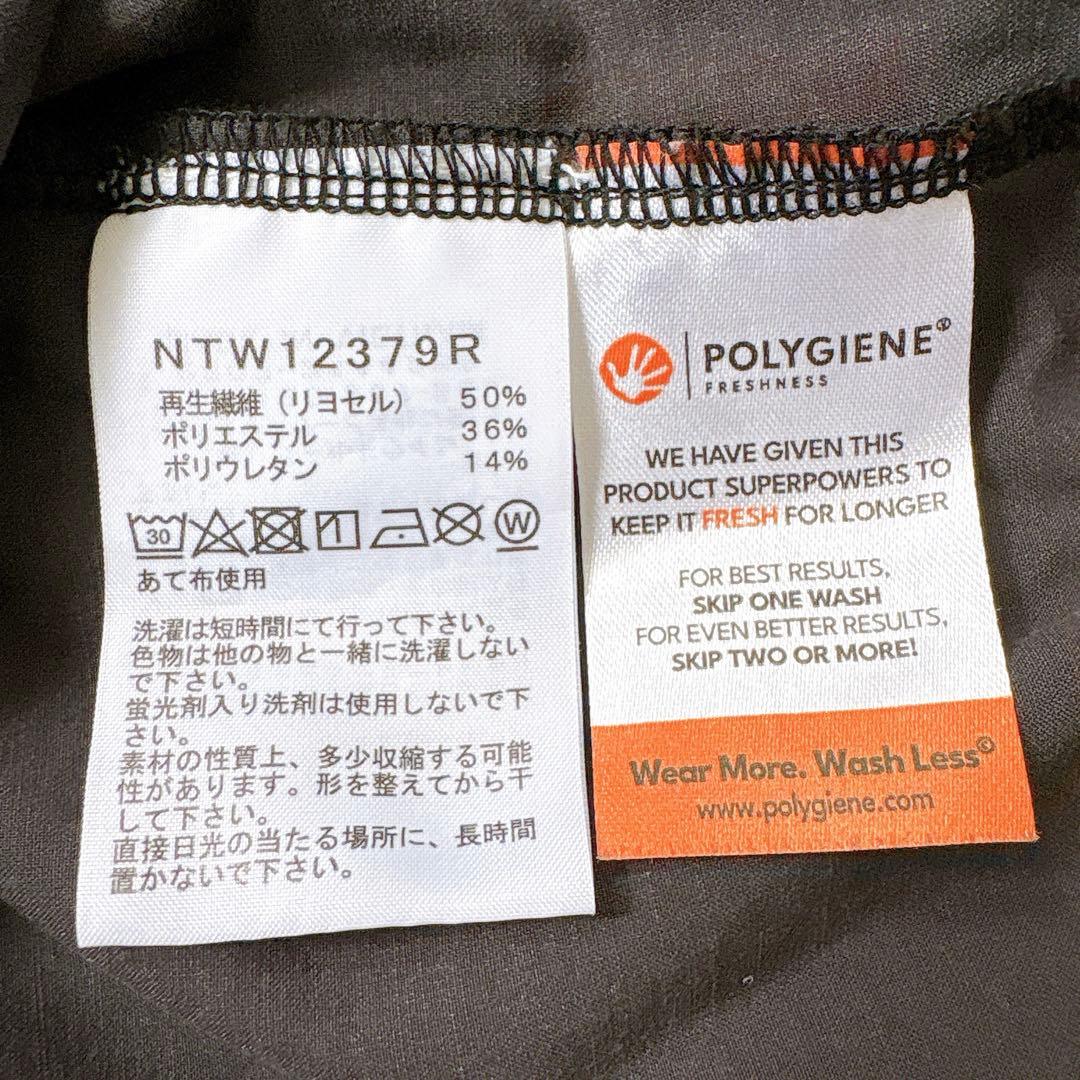 NTW12379R
再生繊維(リヨセル) 50%
ポリエステル 36%
ポリウレタン 14%
30
W
あて布使用
洗濯は短時間にて行って下さい。
色物は他の物と一緒に洗濯しない
で下さい。
蛍光剤入り洗剤は使用しないで下
さい。
素材の性質上、多少収縮する可能
性があります。形を整えてから干
して下さい。
直接日光の当たる場所に、長時間
置かないで下さい。
POLYGIENE®
FRESHNESS
WE HAVE GIVEN THIS
PRODUCT SUPERPOWERS TO
KEEP IT FRESH FOR LONGER
FOR BEST RESULTS,
SKIP ONE WASH
FOR EVEN BETTER RESULTS,
SKIP TWO OR MORE!
Wear More. Wash Less®
www.polygiene.com